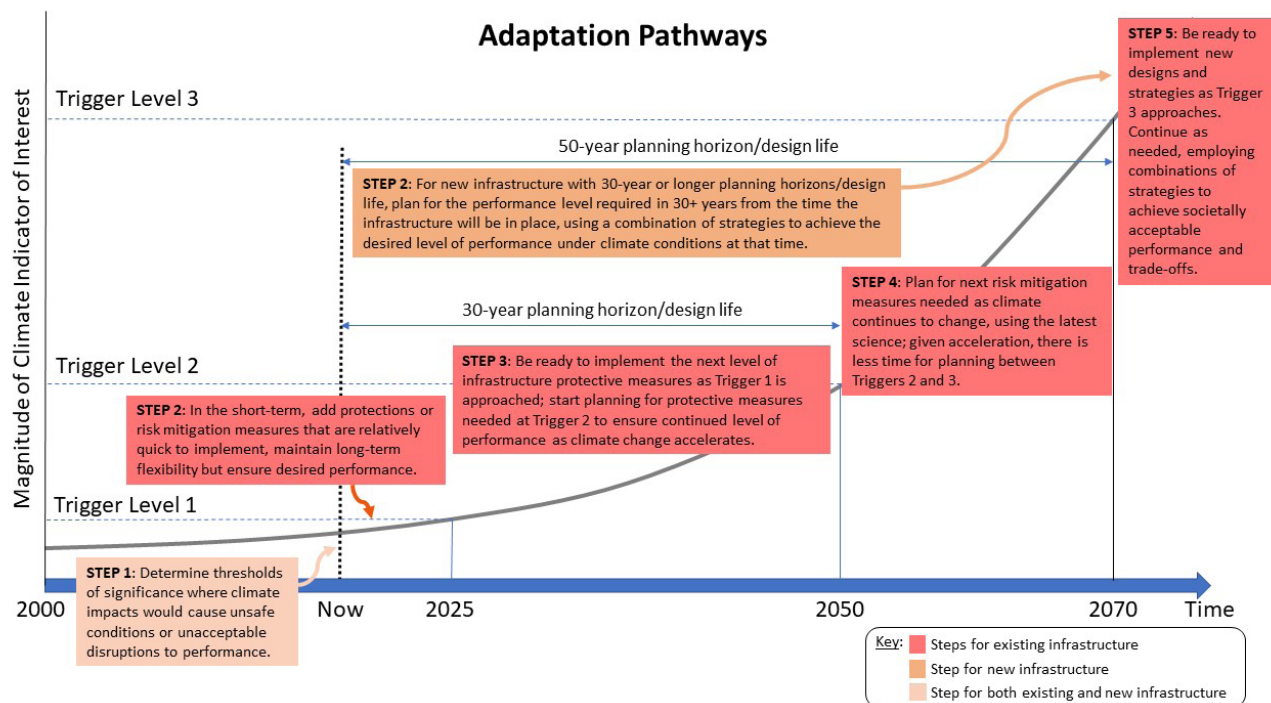 Adaptation Pathways
Magnitude of Climate Indicator of Interest
Trigger Level 3
50-year planning horizon/design life
STEP 2: For new infrastructure with 30-year or longer planning horizons/design
life, plan for the performance level required in 30+ years from the time the
infrastructure will be in place, using a combination of strategies to achieve the
desired level of performance under climate conditions at that time.
STEP 5: Be ready to
implement new
designs and
strategies as Trigger
3 approaches.
Continue as
needed, employing
combinations of
strategies to
achieve societally
acceptable
performance and
trade-offs.
30-year planning horizon/design life
STEP 4: Plan for next risk mitigation
measures needed as climate
continues to change, using the latest
science; given acceleration, there is
less time for planning between
Triggers 2 and 3.
Trigger Level 2
STEP 3: Be ready to implement the next level of
infrastructure protective measures as Trigger 1 is
approached; start planning for protective measures
needed at Trigger 2 to ensure continued level of
performance as climate change accelerates.
STEP 2: In the short-term, add protections or
risk mitigation measures that are relatively
quick to implement, maintain long-term
flexibility but ensure desired performance.
Trigger Level 1
STEP 1: Determine thresholds
of significance where climate
impacts would cause unsafe
conditions or unacceptable
disruptions to performance.
2000
Now
2025
2050
2070
Time
Key:
Steps for existing infrastructure
Step for new infrastructure
Step for both existing and new infrastructure